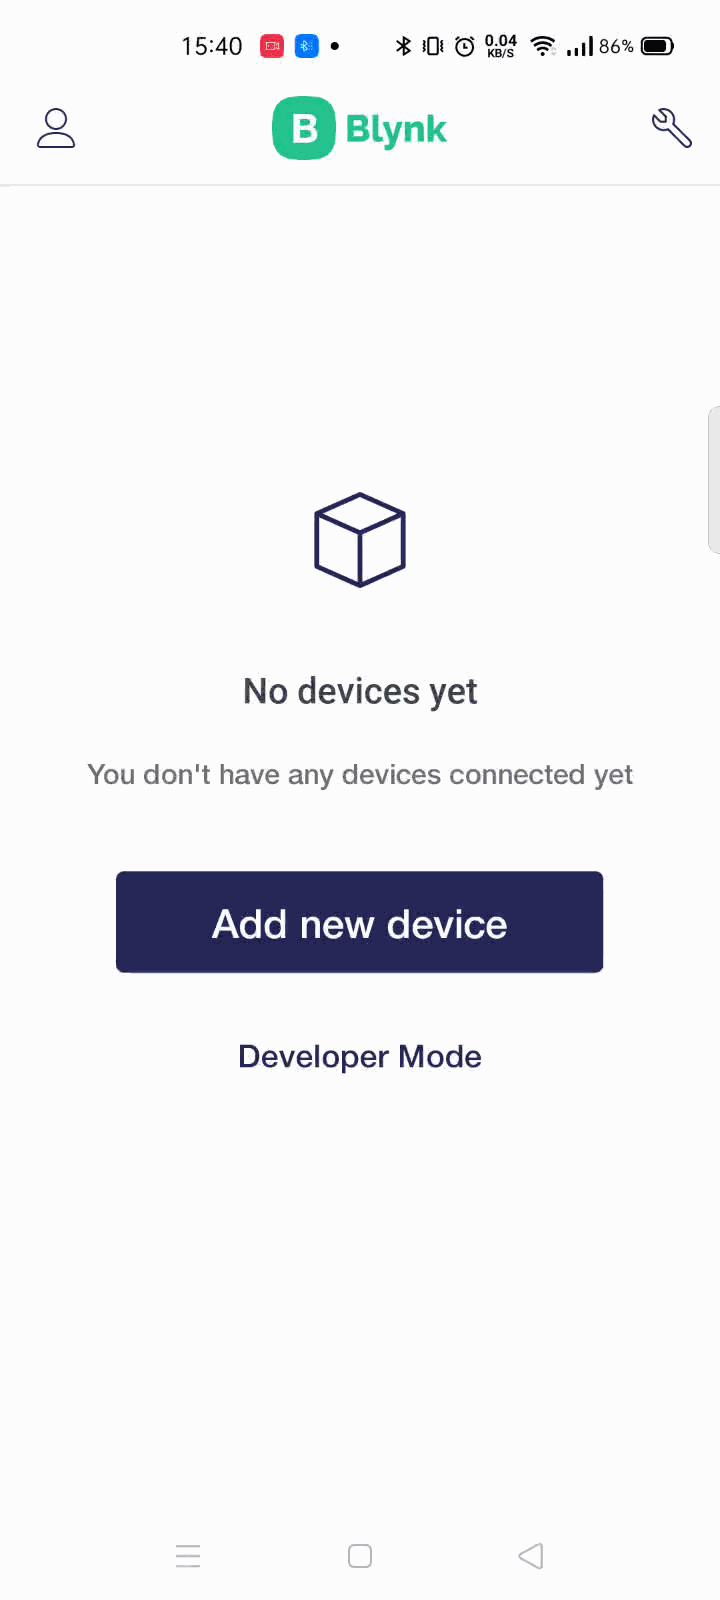 15:40 0.04 KB/S 86%
B Blynk
No devices yet
You don't have any devices connected yet
Add new device
Developer Mode